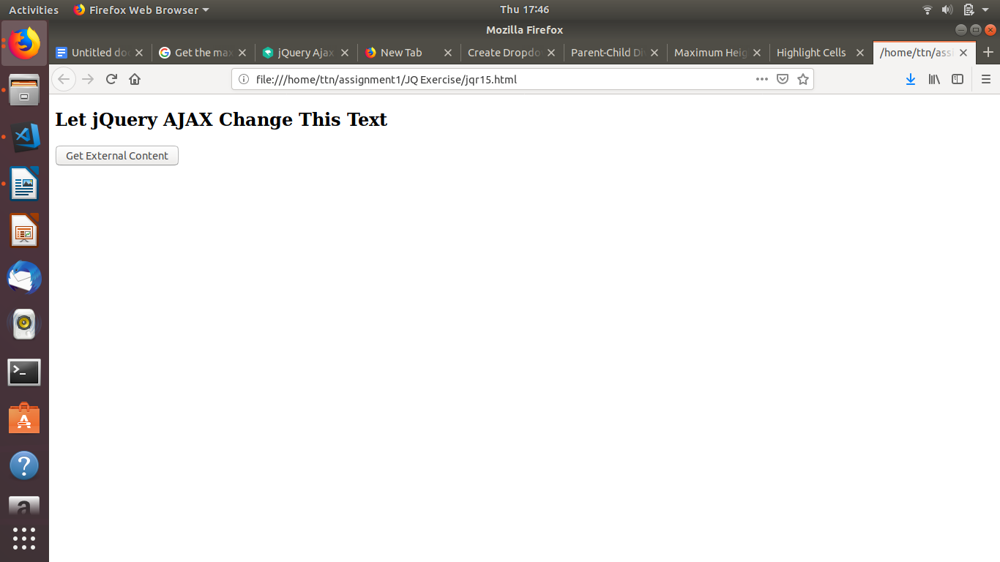 Activities Firefox Web Browser Thu 17:46
Mozilla Firefox
Untitled doc Get the max jQuery Ajax New Tab Create Dropdo Parent-Child Di Maximum Heig Highlight Cells /home/ttn/assi
file:///home/ttn/assignment1/JQ Exercise/jqr15.html
Let jQuery AJAX Change This Text
Get External Content